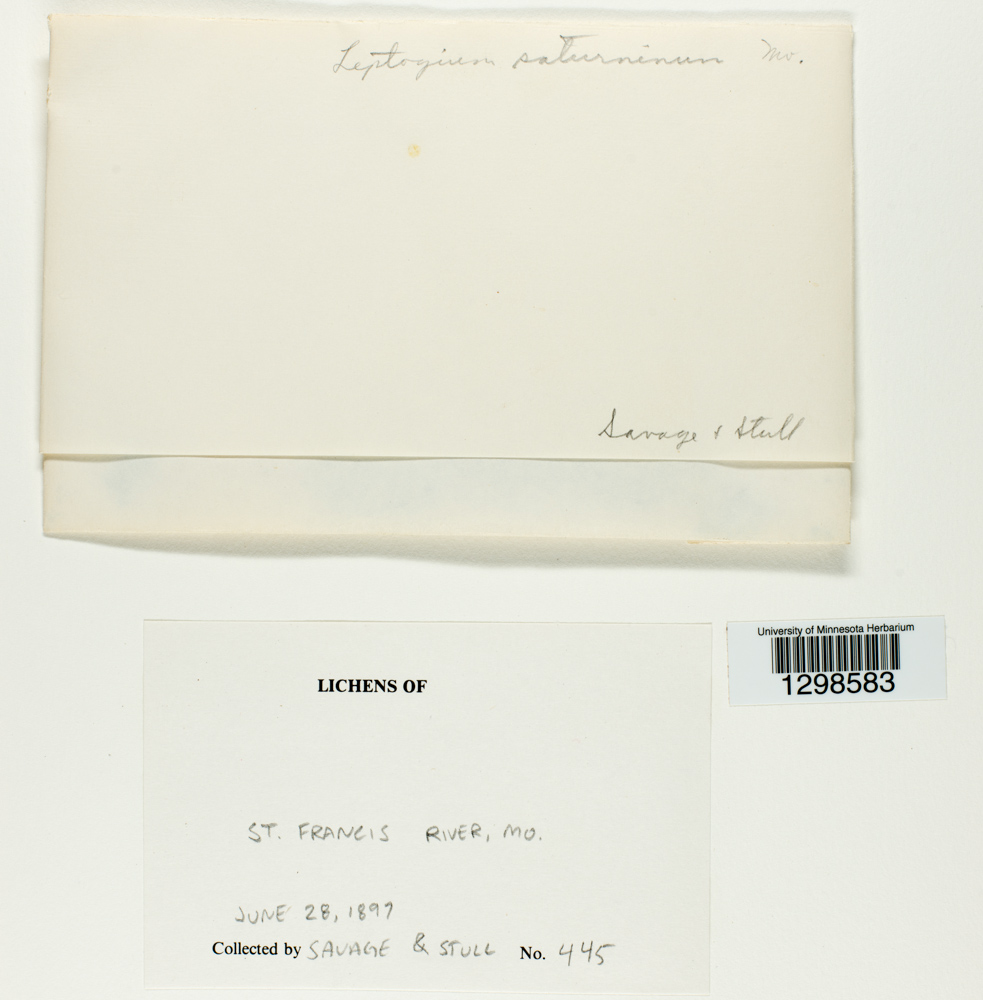 Leptogium saturninum Mo.
Savage & Stull
University of Minnesota Herbarium
1298583
LICHENS OF
ST. FRANCIS RIVER, MO.
JUNE 28, 1897
Collected by SAVAGE & STULL No. 445